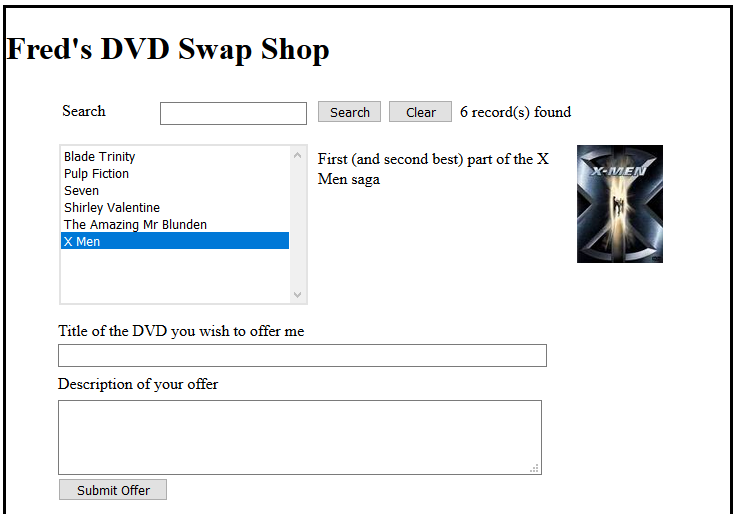 Fred's DVD Swap Shop
Search Search Clear 6 record(s) found
Blade Trinity
Pulp Fiction
Seven
Shirley Valentine
The Amazing Mr Blunden
X Men
First (and second best) part of the X
Men saga
X-MEN
Title of the DVD you wish to offer me
Description of your offer
Submit Offer